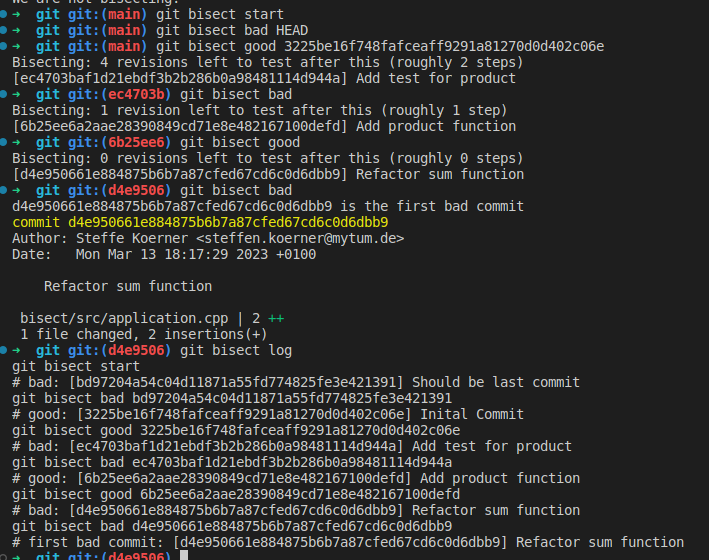 we are not bisecting.
➜ git git:(main) git bisect start
➜ git git:(main) git bisect bad HEAD
➜ git git:(main) git bisect good 3225be16f748fafceaff9291a81270d0d402c06e
Bisecting: 4 revisions left to test after this (roughly 2 steps)
[ec4703baf1d21ebdf3b2b286b0a98481114d944a] Add test for product
➜ git git:(ec4703b) git bisect bad
Bisecting: 1 revision left to test after this (roughly 1 step)
[6b25ee6a2aae28390849cd71e8e482167100defd] Add product function
➜ git git:(6b25ee6) git bisect good
Bisecting: 0 revisions left to test after this (roughly 0 steps)
[d4e950661e884875b6b7a87cfed67cd6c0d6dbb9] Refactor sum function
➜ git git:(d4e9506) git bisect bad
d4e950661e884875b6b7a87cfed67cd6c0d6dbb9 is the first bad commit
commit d4e950661e884875b6b7a87cfed67cd6c0d6dbb9
Author: Steffe Koerner <steffen.koerner@mytum.de>
Date:   Mon Mar 13 18:17:29 2023 +0100
Refactor sum function
bisect/src/application.cpp | 2 ++
1 file changed, 2 insertions(+)
➜ git git:(d4e9506) git bisect log
git bisect start
# bad: [bd97204a54c04d11871a55fd774825fe3e421391] Should be last commit
git bisect bad bd97204a54c04d11871a55fd774825fe3e421391
# good: [3225be16f748fafceaff9291a81270d0d402c06e] Inital Commit
git bisect good 3225be16f748fafceaff9291a81270d0d402c06e
# bad: [ec4703baf1d21ebdf3b2b286b0a98481114d944a] Add test for product
git bisect bad ec4703baf1d21ebdf3b2b286b0a98481114d944a
# good: [6b25ee6a2aae28390849cd71e8e482167100defd] Add product function
git bisect good 6b25ee6a2aae28390849cd71e8e482167100defd
# bad: [d4e950661e884875b6b7a87cfed67cd6c0d6dbb9] Refactor sum function
git bisect bad d4e950661e884875b6b7a87cfed67cd6c0d6dbb9
# first bad commit: [d4e950661e884875b6b7a87cfed67cd6c0d6dbb9] Refactor sum function
➜ git git:(d4e9506)